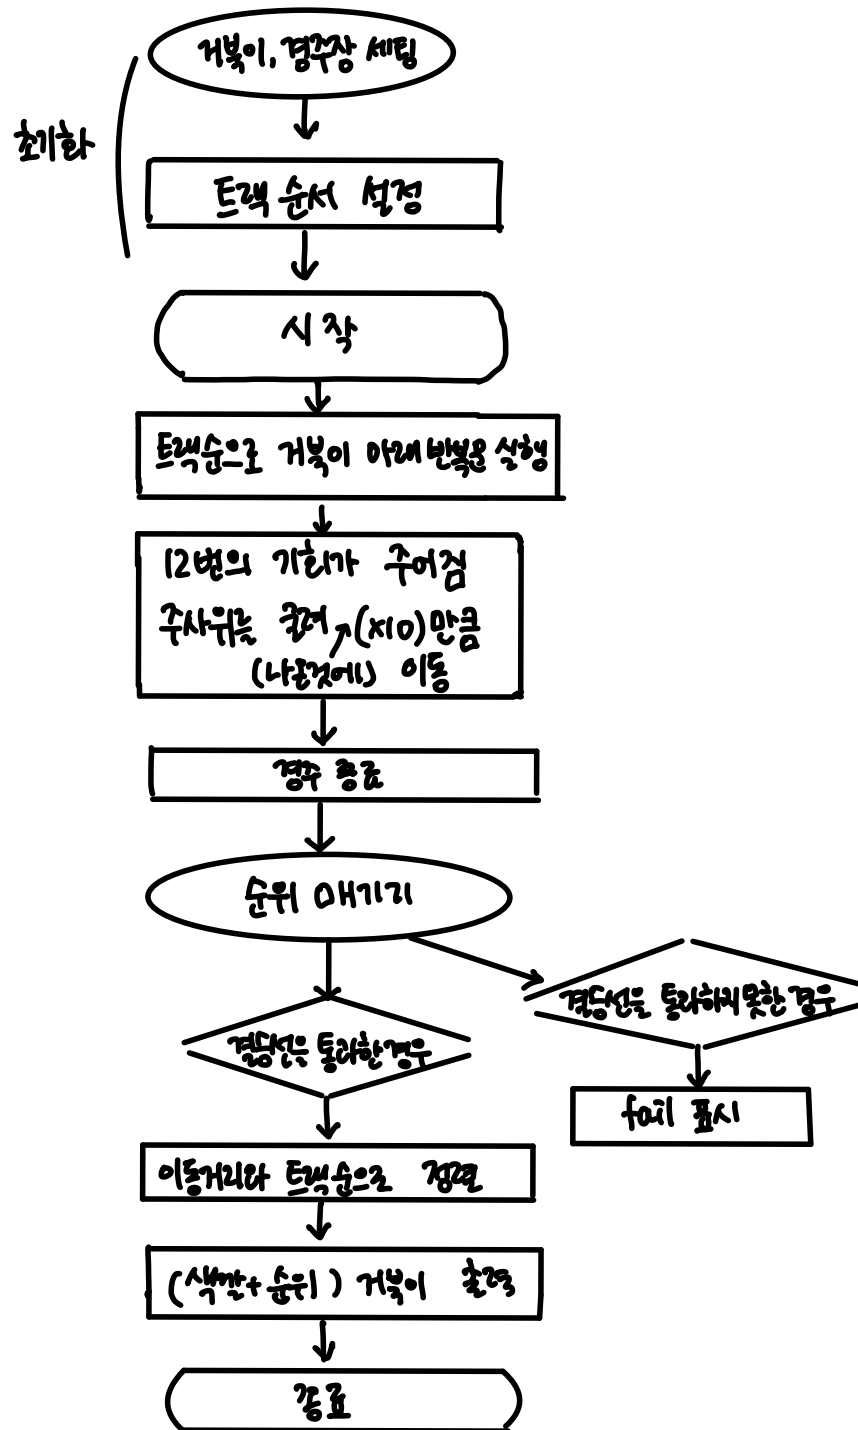 거북이, 경주장 세팅
초기화
트랙 순서 설정
시작
트랙순으로 거북이 아래 반복문 실행
12번의 기회가 주어짐
주사위를 굴려 (x10)만큼
(나온것에) 이동
경주 종료
순위 매기기
결승선을 통과하지 못한 경우
결승선을 통과한 경우
fail 표시
이동거리와 트랙순으로 정렬
(색깔+순위) 거북이 출력
종료